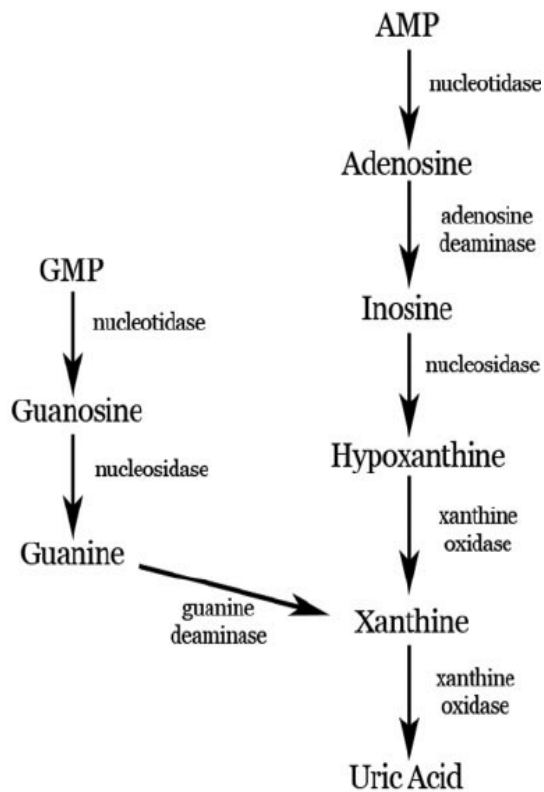 AMP
nucleotidase
Adenosine
adenosine
deaminase
GMP
Inosine
nucleotidase
nucleosidase
Guanosine
Hypoxanthine
nucleosidase
xanthine
oxidase
Guanine
guanine
deaminase
Xanthine
xanthine
oxidase
Uric Acid